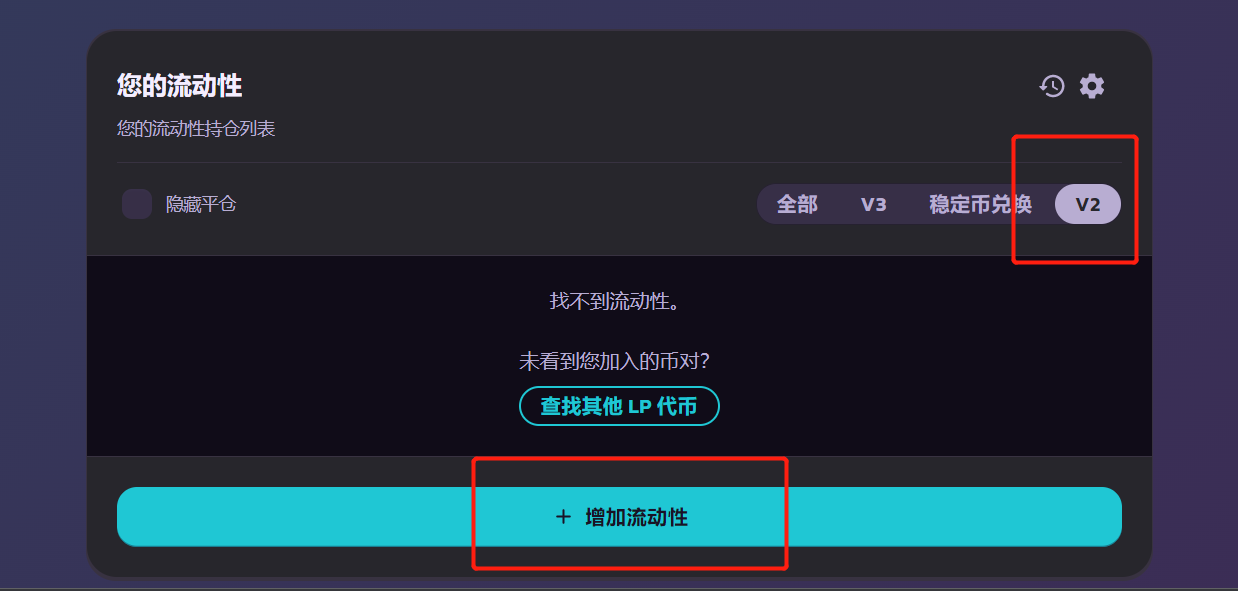 您的流动性
您的流动性持仓列表
隐藏平仓
全部 V3 稳定币兑换 V2
找不到流动性。
未看到您加入的币对?
查找其他 LP 代币
+ 增加流动性